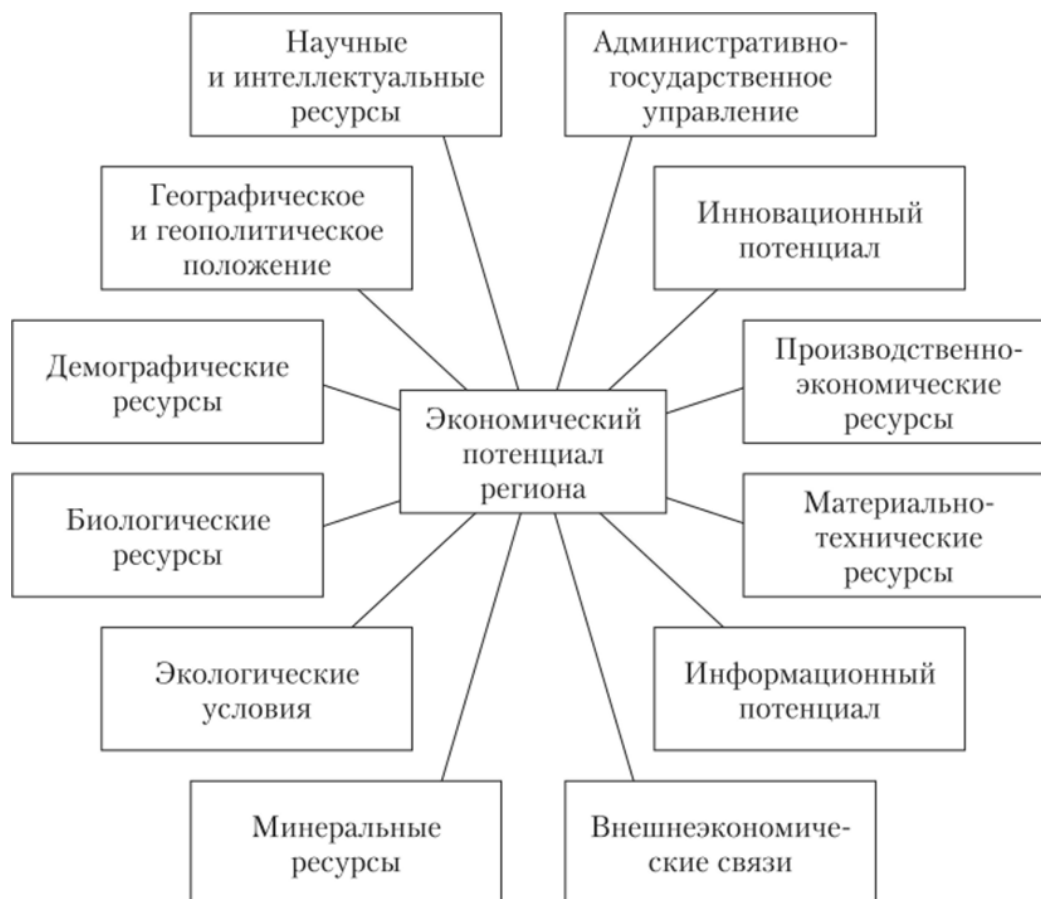 Научные
и интеллектуальные
ресурсы
Административно-
государственное
управление
Географическое
и геополитическое
положение
Инновационный
потенциал
Демографические
ресурсы
Производственно-
экономические
ресурсы
Экономический
потенциал
региона
Биологические
ресурсы
Материально-
технические
ресурсы
Экологические
условия
Информационный
потенциал
Минеральные
ресурсы
Внешнеэкономиче-
ские связи